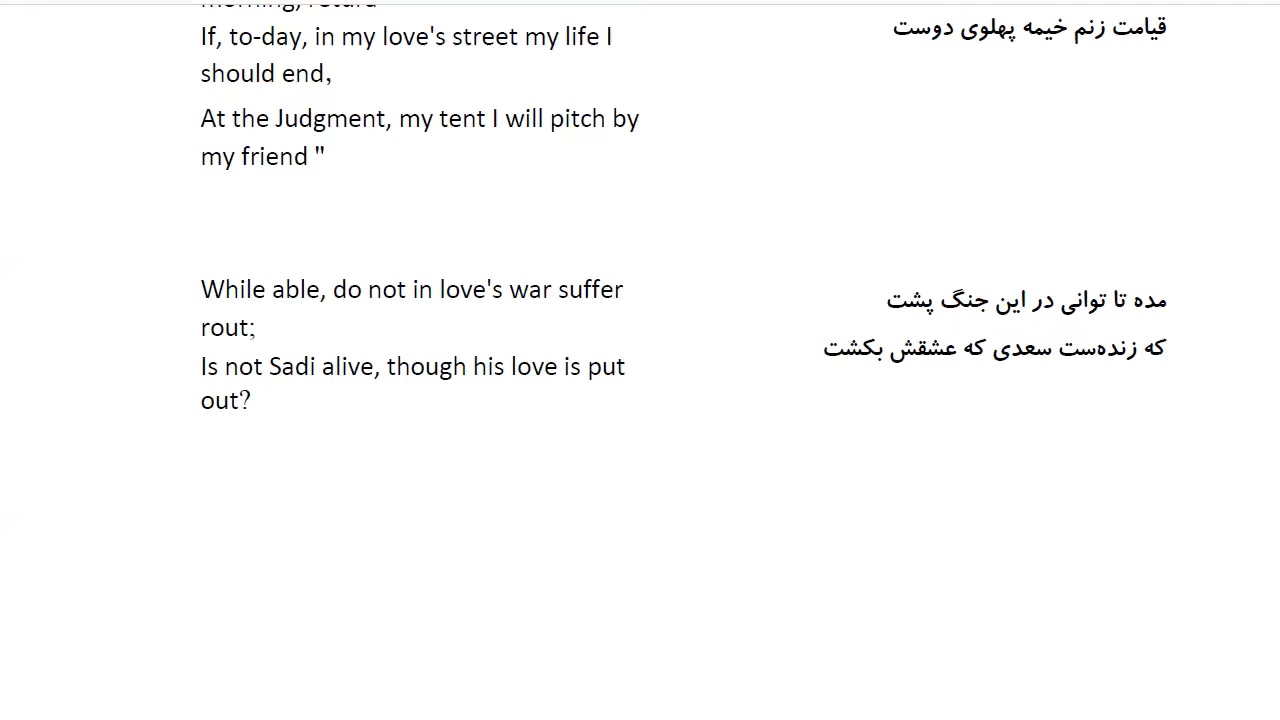 If, to-day, in my love's street my life I
should end,
At the Judgment, my tent I will pitch by
my friend "
قیامت زنم خیمه پهلوی دوست
While able, do not in love's war suffer
rout;
Is not Sadi alive, though his love is put
out?
مده تا توانی در این جنگ پشت
که زنده‌ست سعدی که عشقش بکشت